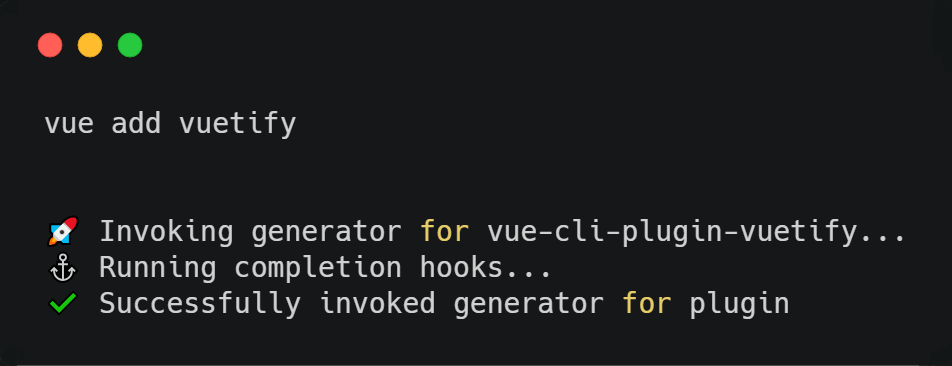 vue add vuetify
🚀 Invoking generator for vue-cli-plugin-vuetify...
⚓ Running completion hooks...
✔ Successfully invoked generator for plugin